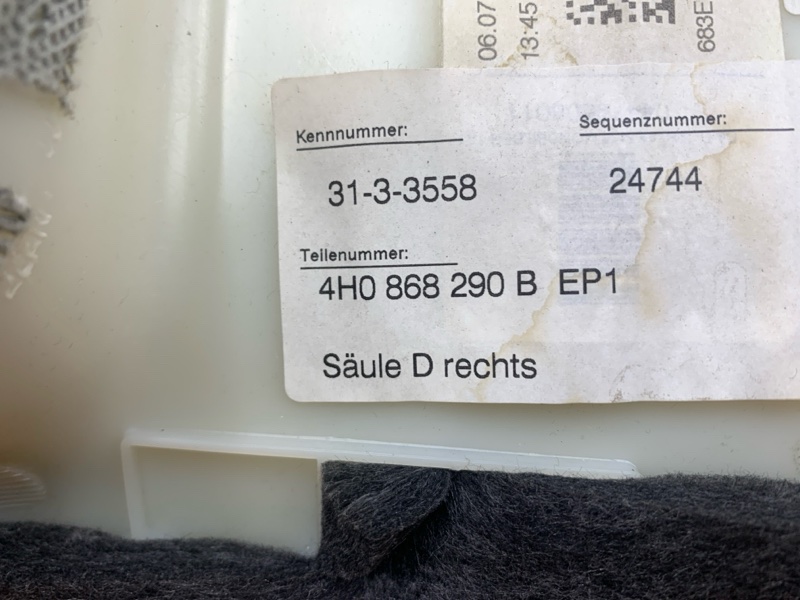 06.07
13:45
683E
Kennnummer:
Sequenznummer:
31-3-3558
24744
Teilenummer:
4H0 868 290 B EP1
Säule D rechts